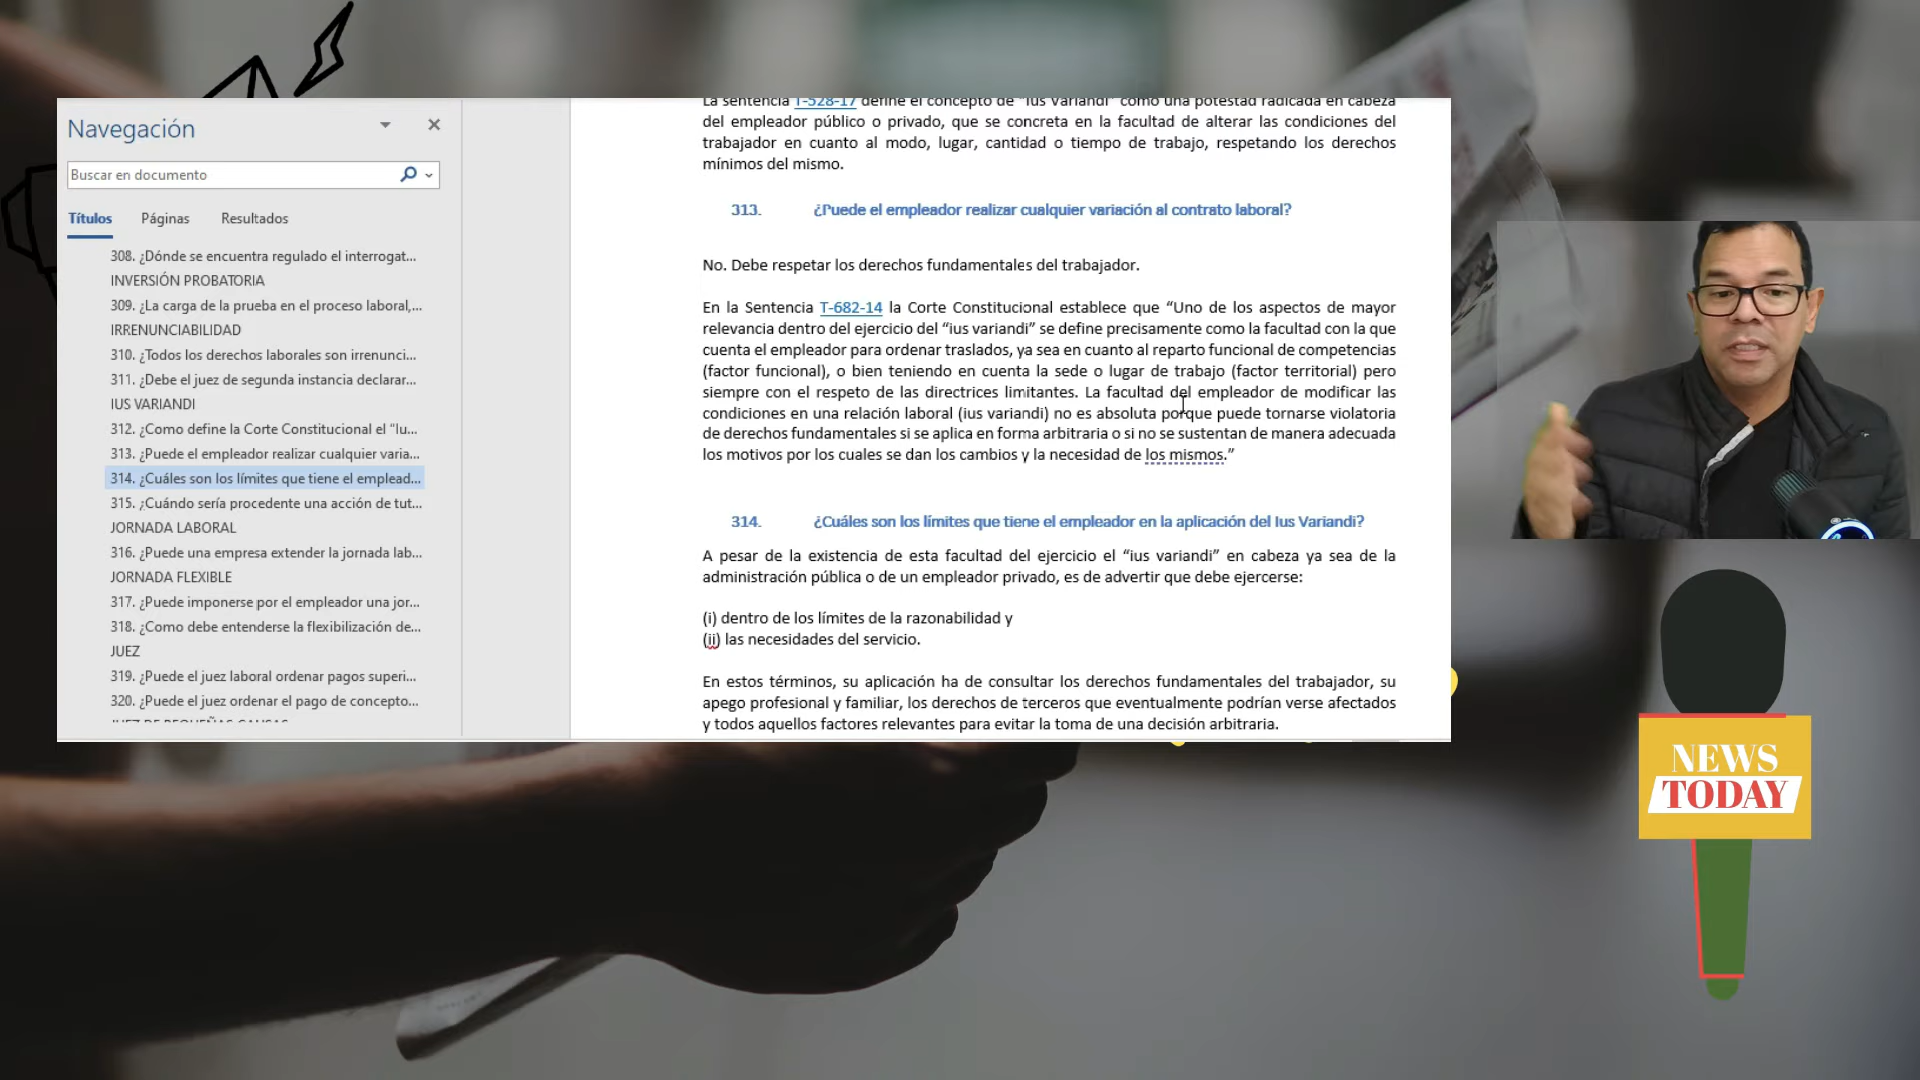 Navegación
Buscar en documento
Títulos Páginas Resultados
308. ¿Dónde se encuentra regulado el interrogat...
INVERSIÓN PROBATORIA
309. ¿La carga de la prueba en el proceso laboral,...
IRRENUNCIABILIDAD
310. ¿Todos los derechos laborales son irrenunci...
311. ¿Debe el juez de segunda instancia declarar...
IUS VARIANDI
312. ¿Como define la Corte Constitucional el “Iu...
313. ¿Puede el empleador realizar cualquier varia...
314. ¿Cuáles son los límites que tiene el emplead...
315. ¿Cuándo sería procedente una acción de tut...
JORNADA LABORAL
316. ¿Puede una empresa extender la jornada lab...
JORNADA FLEXIBLE
317. ¿Puede imponerse por el empleador una jor...
318. ¿Como debe entenderse la flexibilización de...
JUEZ
319. ¿Puede el juez laboral ordenar pagos superi...
320. ¿Puede el juez ordenar el pago de concepto...
JUEZ DE PEQUEÑAS CAUSAS
La sentencia T-528-17 define el concepto de “Ius Variandi” como una potestad radicada en cabeza
del empleador público o privado, que se concreta en la facultad de alterar las condiciones del
trabajador en cuanto al modo, lugar, cantidad o tiempo de trabajo, respetando los derechos
mínimos del mismo.
313. ¿Puede el empleador realizar cualquier variación al contrato laboral?
No. Debe respetar los derechos fundamentales del trabajador.
En la Sentencia T-682-14 la Corte Constitucional establece que “Uno de los aspectos de mayor
relevancia dentro del ejercicio del “ius variandi” se define precisamente como la facultad con la que
cuenta el empleador para ordenar traslados, ya sea en cuanto al reparto funcional de competencias
(factor funcional), o bien teniendo en cuenta la sede o lugar de trabajo (factor territorial) pero
siempre con el respeto de las directrices limitantes. La facultad del empleador de modificar las
condiciones en una relación laboral (ius variandi) no es absoluta porque puede tornarse violatoria
de derechos fundamentales si se aplica en forma arbitraria o si no se sustentan de manera adecuada
los motivos por los cuales se dan los cambios y la necesidad de los mismos.”
314. ¿Cuáles son los límites que tiene el empleador en la aplicación del Ius Variandi?
A pesar de la existencia de esta facultad del ejercicio el “ius variandi” en cabeza ya sea de la
administración pública o de un empleador privado, es de advertir que debe ejercerse:
(i) dentro de los límites de la razonabilidad y
(ii) las necesidades del servicio.
En estos términos, su aplicación ha de consultar los derechos fundamentales del trabajador, su
apego profesional y familiar, los derechos de terceros que eventualmente podrían verse afectados
y todos aquellos factores relevantes para evitar la toma de una decisión arbitraria.
NEWS
TODAY